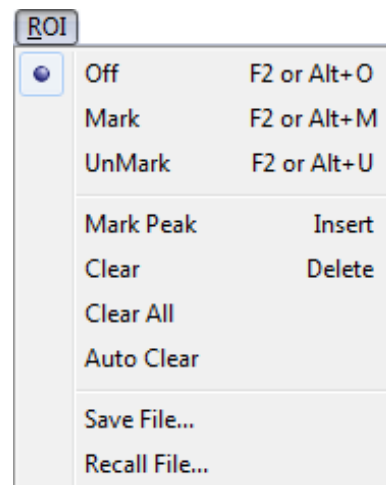 ROI
Off F2 or Alt+O
Mark F2 or Alt+M
UnMark F2 or Alt+U
Mark Peak Insert
Clear Delete
Clear All
Auto Clear
Save File...
Recall File...